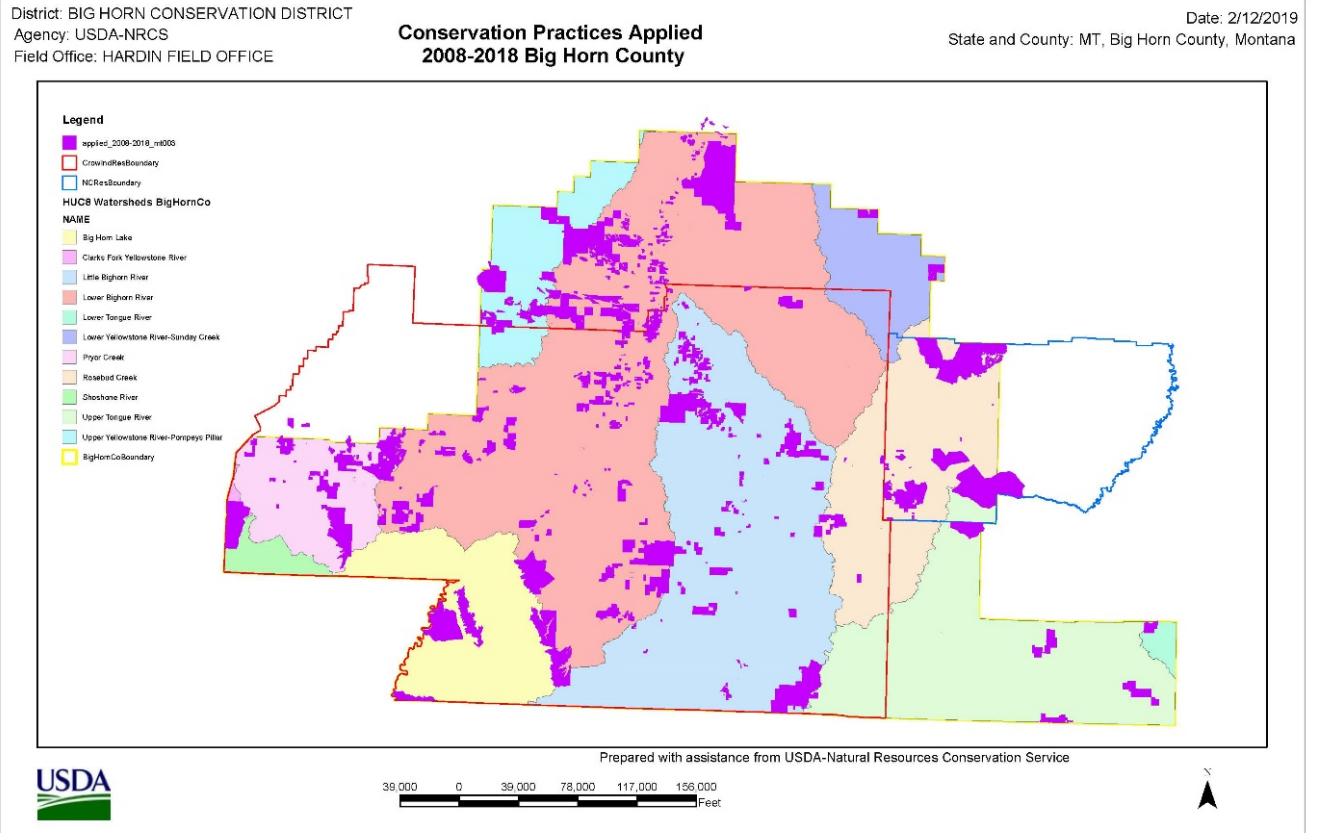 District: BIG HORN CONSERVATION DISTRICT
Agency: USDA-NRCS
Field Office: HARDIN FIELD OFFICE
Conservation Practices Applied
2008-2018 Big Horn County
Date: 2/12/2019
State and County: MT, Big Horn County, Montana
Legend
applied_2008-2018_mt003
CrowIndResBoundary
NCResBoundary
HUC8 Watersheds BigHornCo
NAME
Big Horn Lake
Clarks Fork Yellowstone River
Little Bighorn River
Lower Bighorn River
Lower Tongue River
Lower Yellowstone River-Sunday Creek
Pryor Creek
Rosebud Creek
Shoshone River
Upper Tongue River
Upper Yellowstone River-Pompeys Pillar
BigHornCoBoundary
Prepared with assistance from USDA-Natural Resources Conservation Service
USDA
39,000 0 39,000 78,000 117,000 156,000
Feet
N